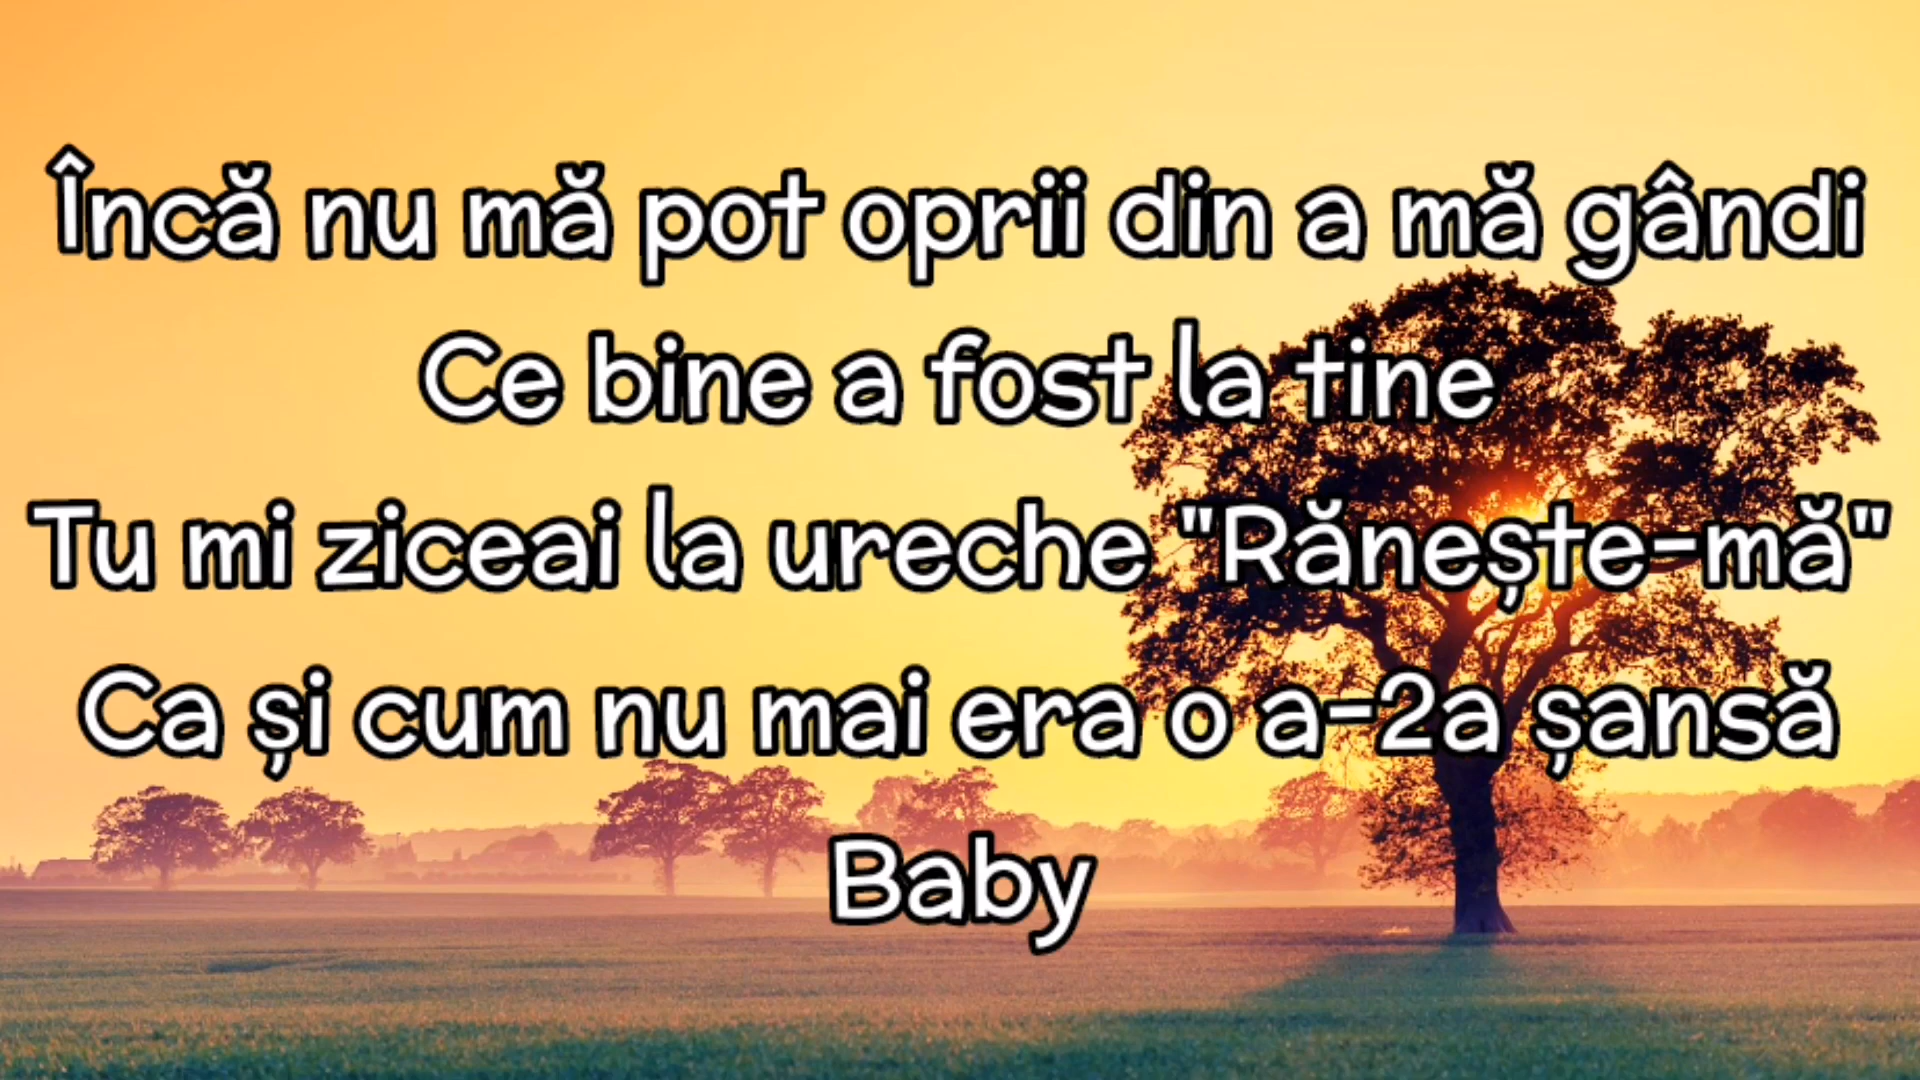 Încă nu mă pot oprii din a mă gândi
Ce bine a fost la tine
Tu mi ziceai la ureche "Rănește-mă"
Ca și cum nu mai era o a-2a șansă
Baby